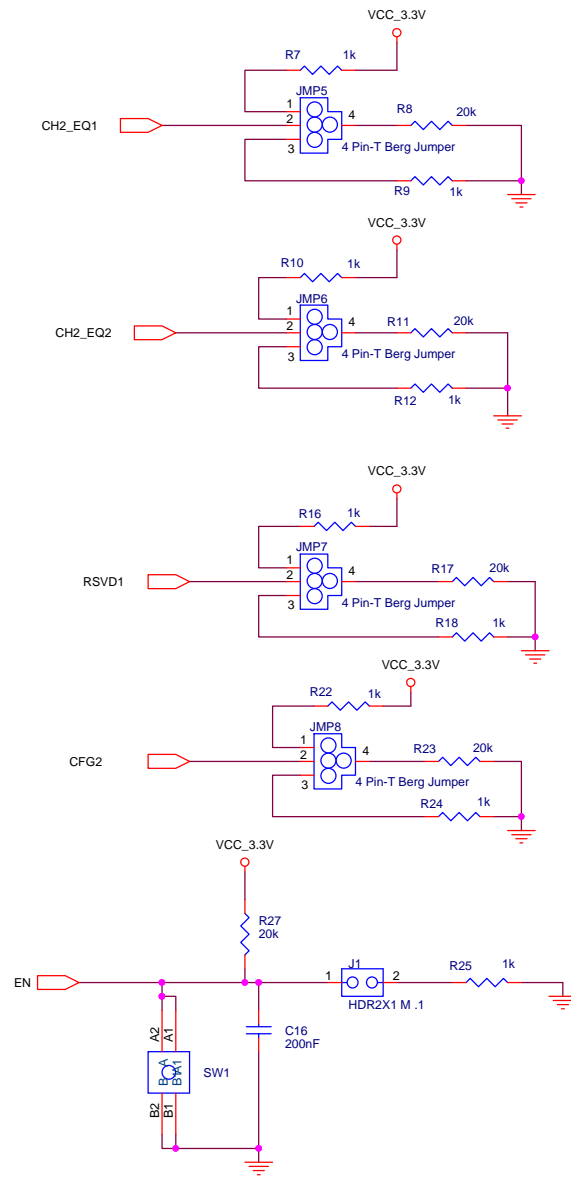 VCC_3.3V
R7 1k
JMP5
1
2
3
4
R8 20k
CH2_EQ1
4 Pin-T Berg Jumper
R9 1k
VCC_3.3V
R10 1k
JMP6
1
2
3
4
R11 20k
CH2_EQ2
4 Pin-T Berg Jumper
R12 1k
VCC_3.3V
R16 1k
JMP7
1
2
3
4
R17 20k
RSVD1
4 Pin-T Berg Jumper
R18 1k
VCC_3.3V
R22 1k
JMP8
1
2
3
4
R23 20k
CFG2
4 Pin-T Berg Jumper
R24 1k
VCC_3.3V
R27
20k
EN
J1
1 2
HDR2X1 M .1
R25 1k
A2 A1
C16
200nF
SW1
B2 B1